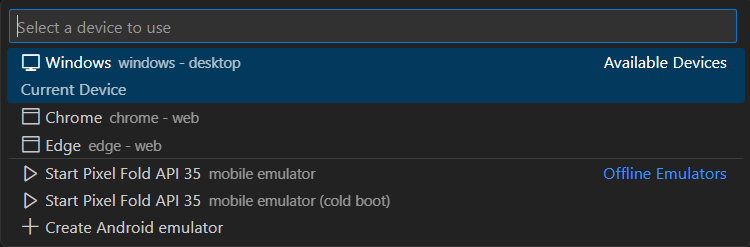 Select a device to use
Windows windows - desktop Available Devices
Current Device
Chrome chrome - web
Edge edge - web
Start Pixel Fold API 35 mobile emulator Offline Emulators
Start Pixel Fold API 35 mobile emulator (cold boot)
Create Android emulator